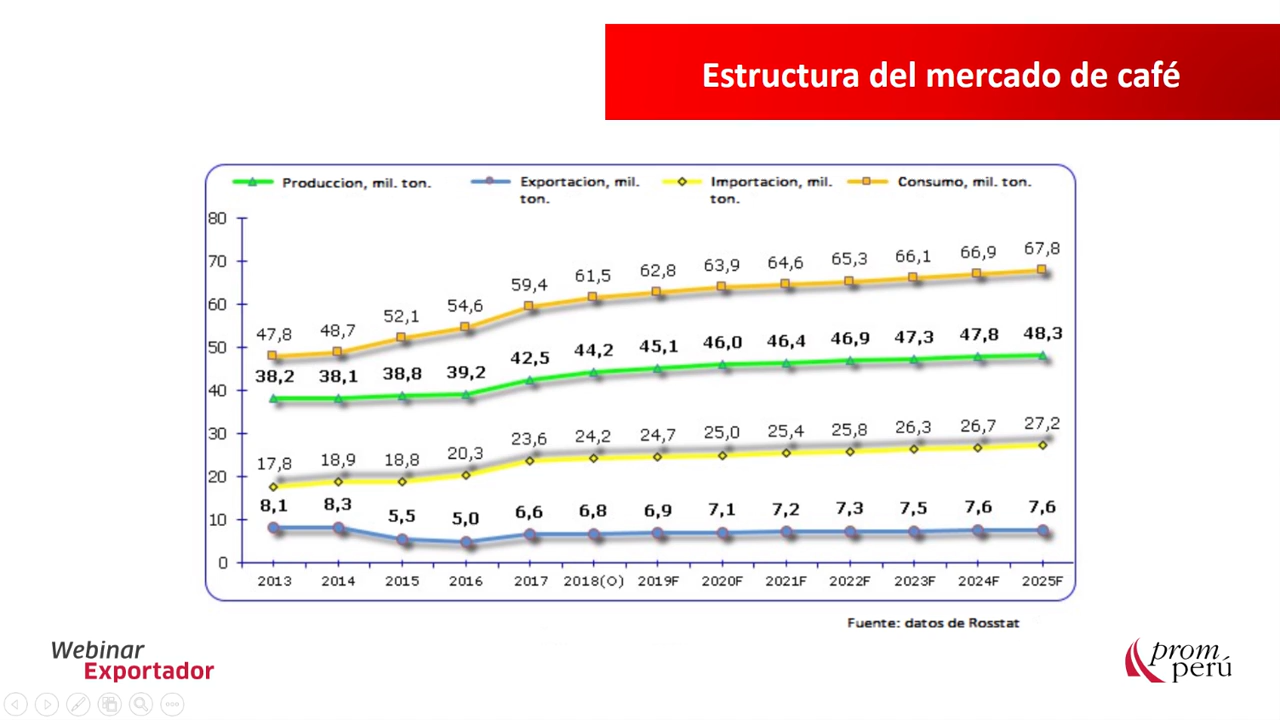 Estructura del mercado de café
Produccion, mil. ton.
Exportacion, mil.
ton.
Importacion, mil.
ton.
Consumo, mil. ton.
80
70
60
50
40
30
20
10
0
47,8 48,7 52,1 54,6 59,4 61,5 62,8 63,9 64,6 65,3 66,1 66,9 67,8
38,2 38,1 38,8 39,2 42,5 44,2 45,1 46,0 46,4 46,9 47,3 47,8 48,3
17,8 18,9 18,8 20,3 23,6 24,2 24,7 25,0 25,4 25,8 26,3 26,7 27,2
8,1 8,3 5,5 5,0 6,6 6,8 6,9 7,1 7,2 7,3 7,5 7,6 7,6
2013 2014 2015 2016 2017 2018(O) 2019F 2020F 2021F 2022F 2023F 2024F 2025F
Fuente: datos de Rosstat
Webinar
Exportador
prom
perú